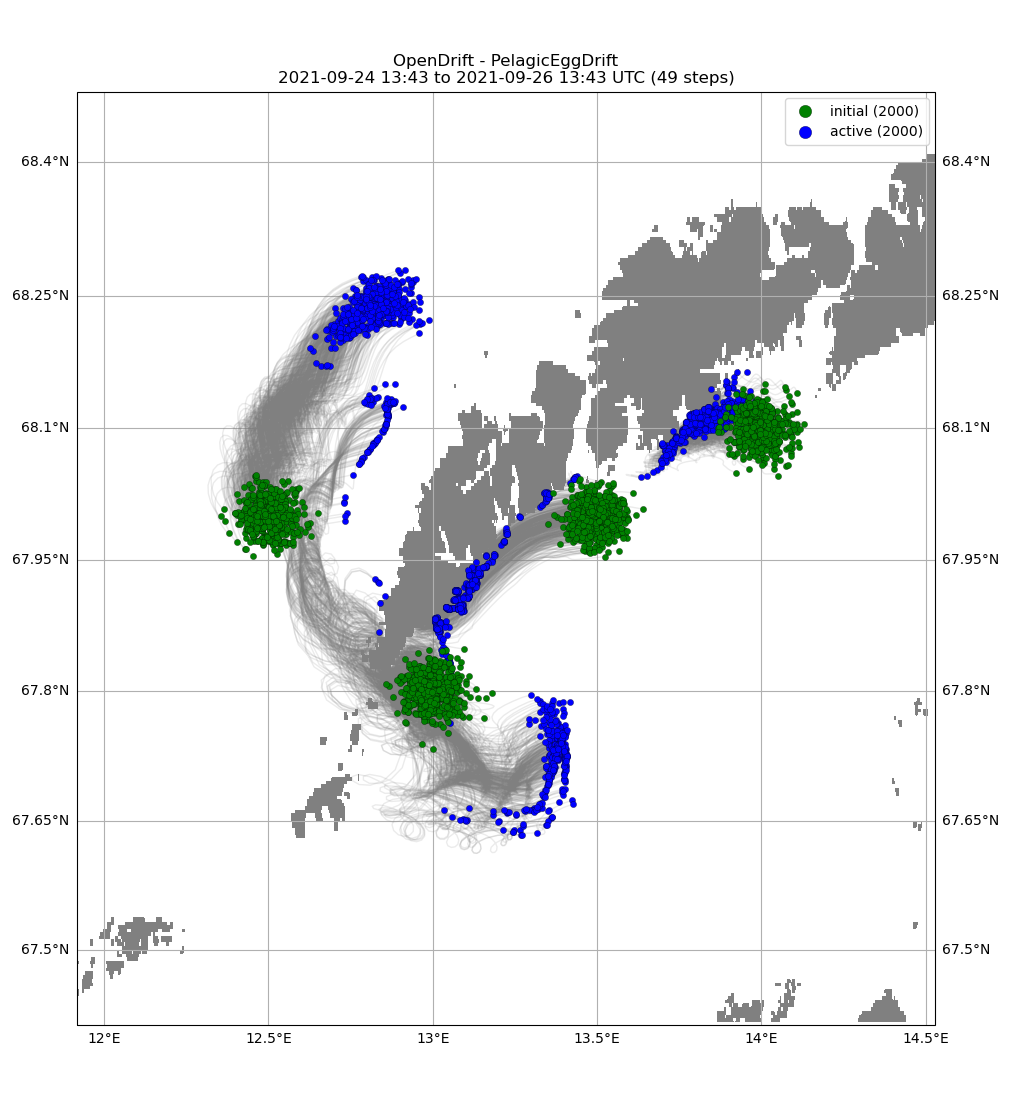 OpenDrift - PelagicEggDrift
2021-09-24 13:43 to 2021-09-26 13:43 UTC (49 steps)
initial (2000)
active (2000)
68.4°N
68.4°N
68.25°N
68.25°N
68.1°N
68.1°N
67.95°N
67.95°N
67.8°N
67.8°N
67.65°N
67.65°N
67.5°N
67.5°N
12°E
12.5°E
13°E
13.5°E
14°E
14.5°E